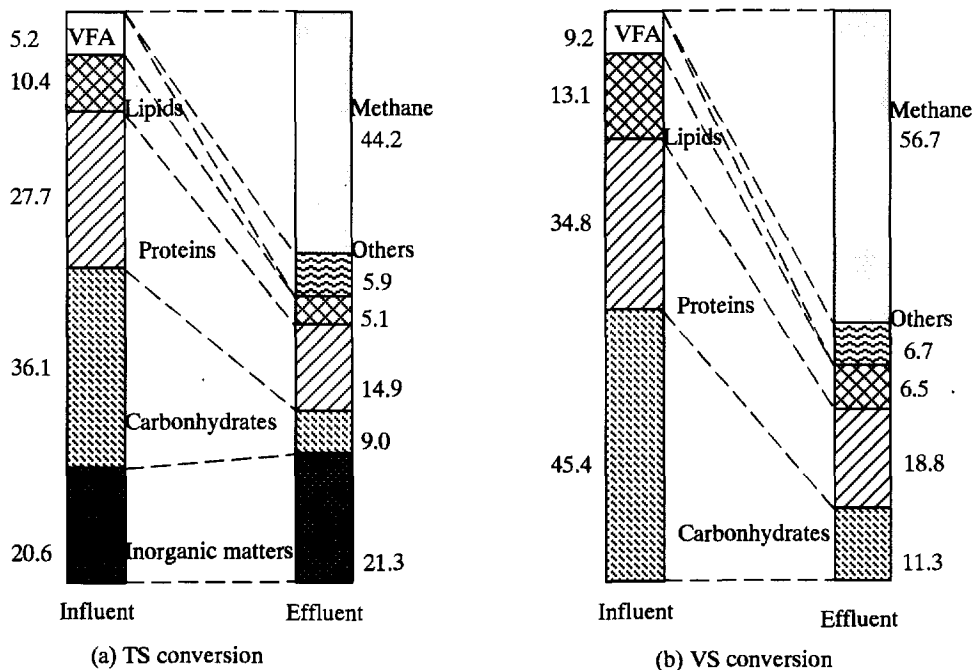 5.2
VFA
10.4
Lipids
27.7
Proteins
36.1
Carbonhydrates
20.6
Inorganic matters
Methane
44.2
Others
5.9
5.1
14.9
9.0
21.3
Influent
Effluent
(a) TS conversion
9.2
VFA
13.1
Lipids
34.8
Proteins
45.4
Carbonhydrates
Methane
56.7
Others
6.7
6.5
18.8
11.3
Influent
Effluent
(b) VS conversion